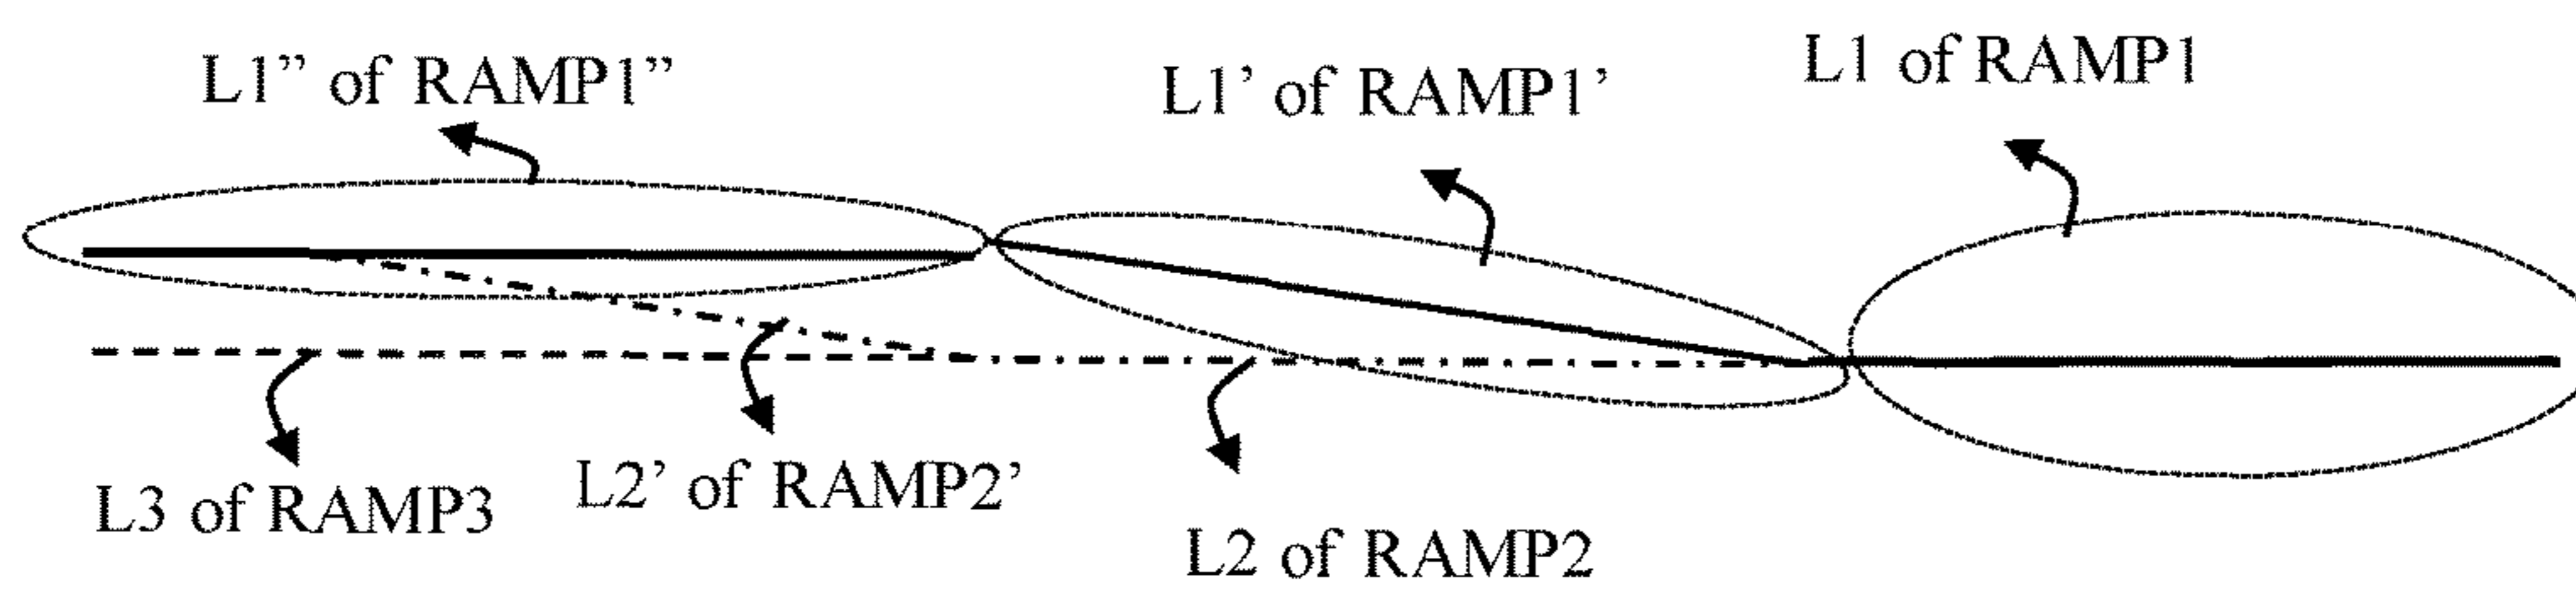 L1” of RAMP1”
L1’ of RAMP1’
L1 of RAMP1
L3 of RAMP3
L2’ of RAMP2’
L2 of RAMP2